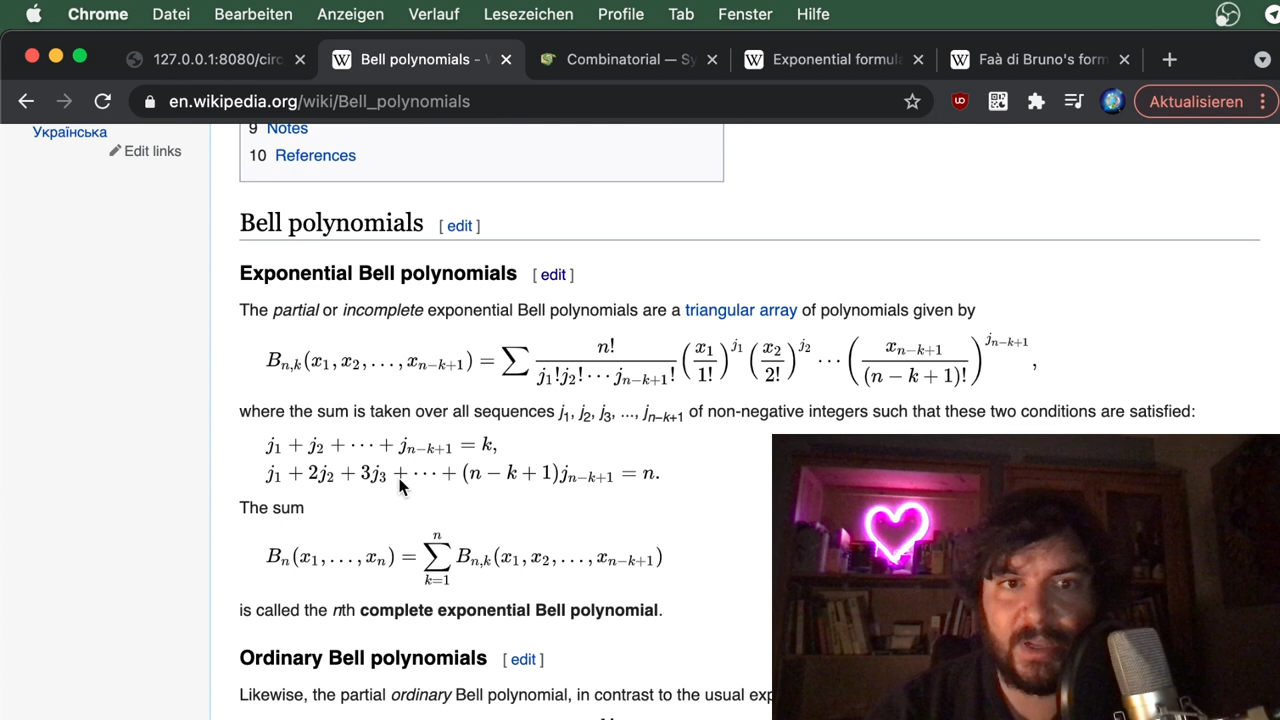 Chrome Datei Bearbeiten Anzeigen Verlauf Lesezeichen Profile Tab Fenster Hilfe
127.0.0.1:8080/circ Bell polynomials - W Combinatorial — Sy Exponential formula Faà di Bruno's form
en.wikipedia.org/wiki/Bell_polynomials Aktualisieren
Українська
Edit links
9 Notes
10 References
Bell polynomials [ edit ]
Exponential Bell polynomials [ edit ]
The partial or incomplete exponential Bell polynomials are a triangular array of polynomials given by
B_{n,k}(x_1, x_2, …, x_{n−k+1}) = ∑ n!/(j_1! j_2! ⋯ j_{n−k+1}!) (x_1/1!)^{j_1} (x_2/2!)^{j_2} ⋯ (x_{n−k+1}/(n−k+1)!)^{j_{n−k+1}},
where the sum is taken over all sequences j_1, j_2, j_3, ..., j_{n−k+1} of non-negative integers such that these two conditions are satisfied:
j_1 + j_2 + ⋯ + j_{n−k+1} = k,
j_1 + 2j_2 + 3j_3 + ⋯ + (n − k + 1)j_{n−k+1} = n.
The sum
B_n(x_1, …, x_n) = ∑_{k=1}^{n} B_{n,k}(x_1, x_2, …, x_{n−k+1})
is called the nth complete exponential Bell polynomial.
Ordinary Bell polynomials [ edit ]
Likewise, the partial ordinary Bell polynomial, in contrast to the usual exp